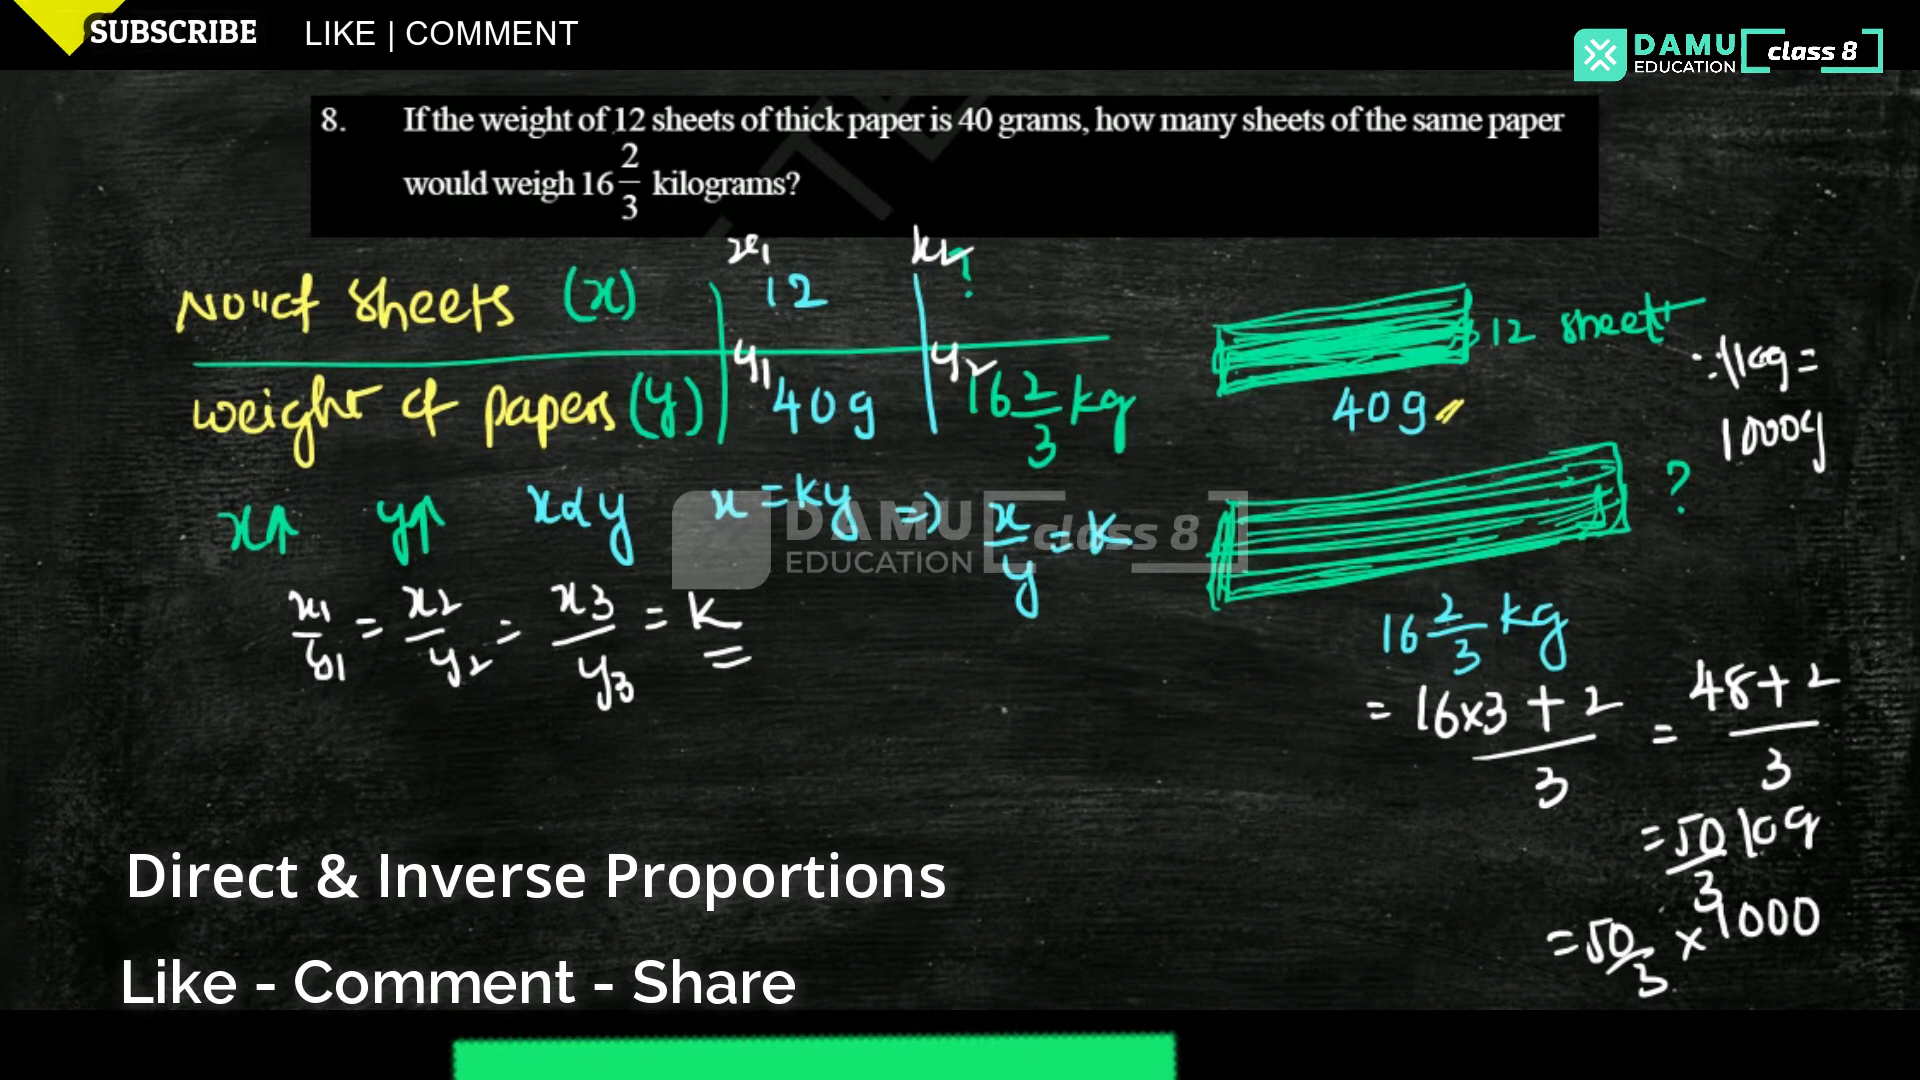 SUBSCRIBE LIKE | COMMENT
DAMU EDUCATION class 8
8. If the weight of 12 sheets of thick paper is 40 grams, how many sheets of the same paper
would weigh 16 2/3 kilograms?
x1
No" of sheets (x) 12 ?
12 sheet
y1 y2
weight of papers (y) 40g 16 2/3 kg
40g
∵ 1kg =
1000g
?
x↑ y↑ x α y x = ky => x/y = K
DAMU EDUCATION class 8
x1/y1 = x2/y2 = x3/y3 = K
16 2/3 kg
= 16x3 + 2 / 3 = 48 + 2 / 3
= 50/3 kg
= 50/3 x 1000
Direct & Inverse Proportions
Like - Comment - Share